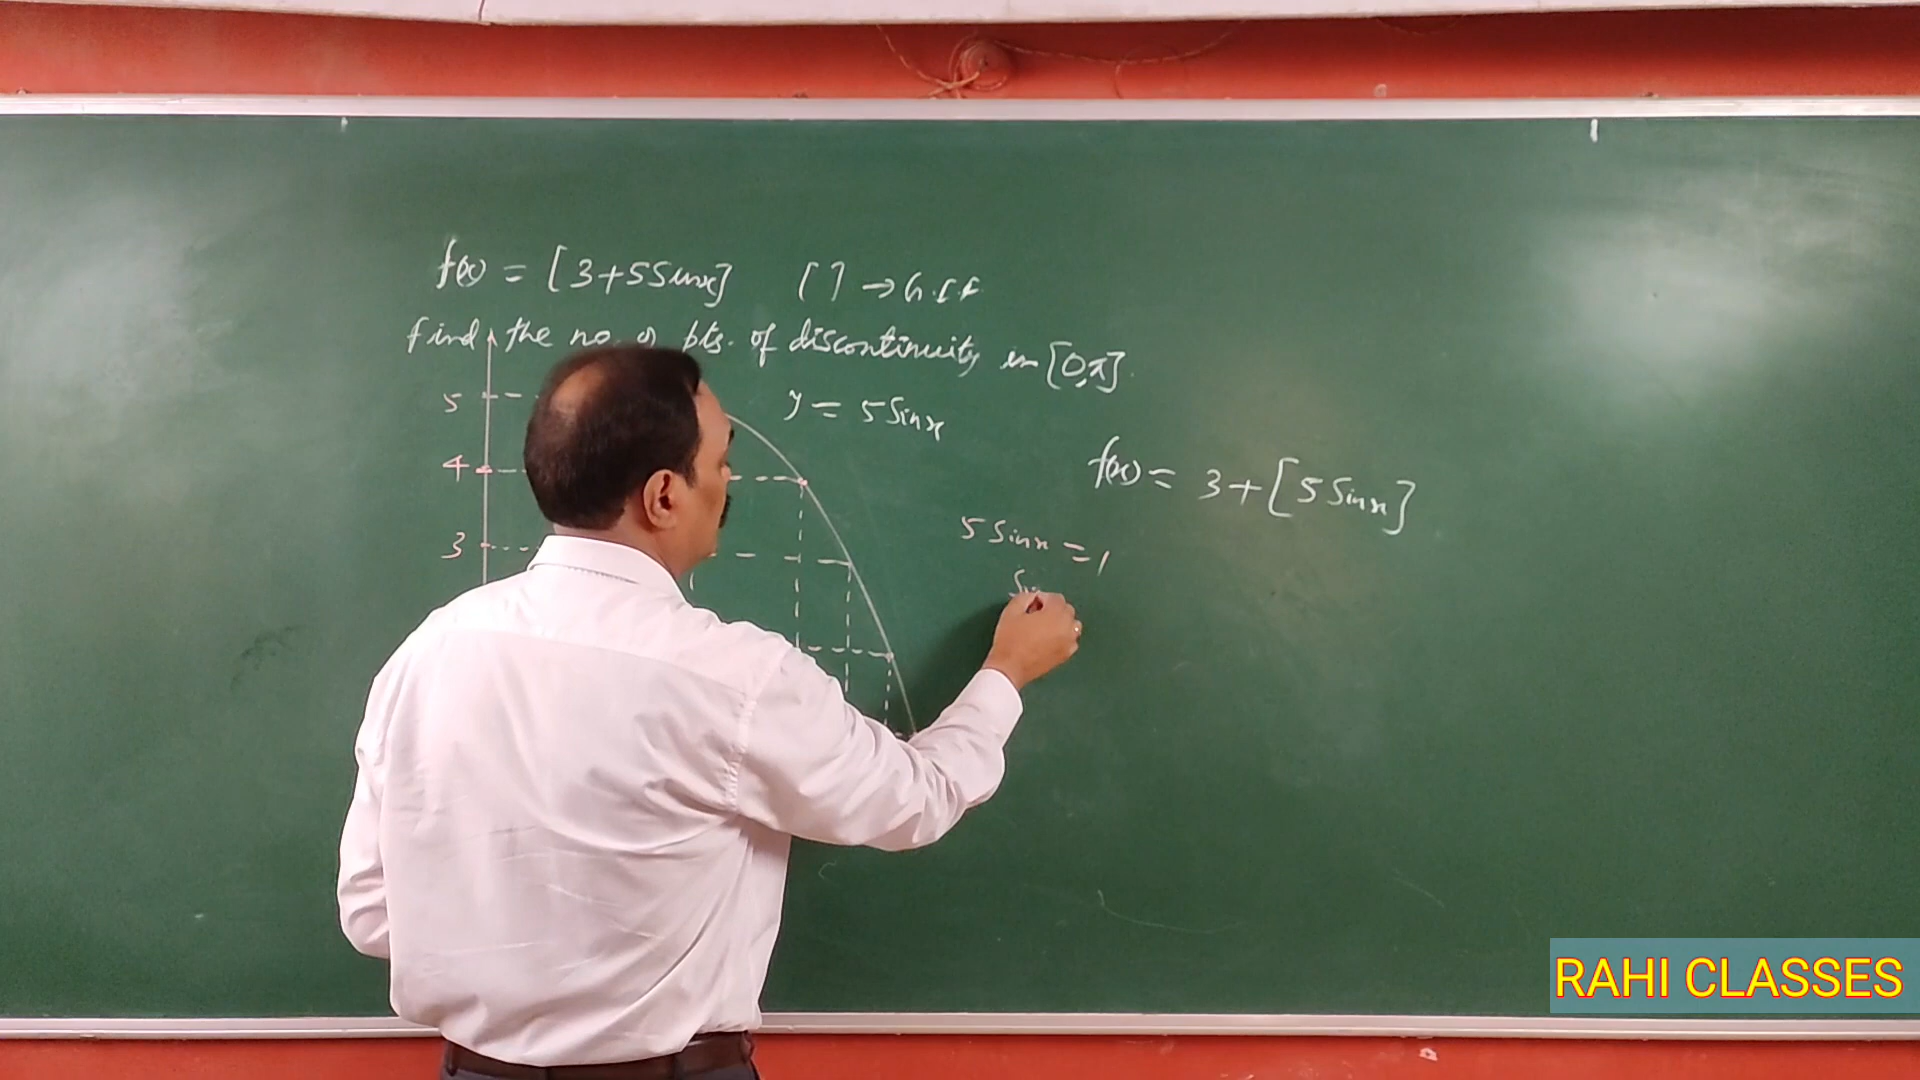 f(x) = [3+5Sinx] [ ] → G.I.F
find the no. of pts. of discontinuity in [0,π].
5
y = 5Sinx
4
f(x) = 3+[5Sinx]
3
5Sinx = 1
RAHI CLASSES